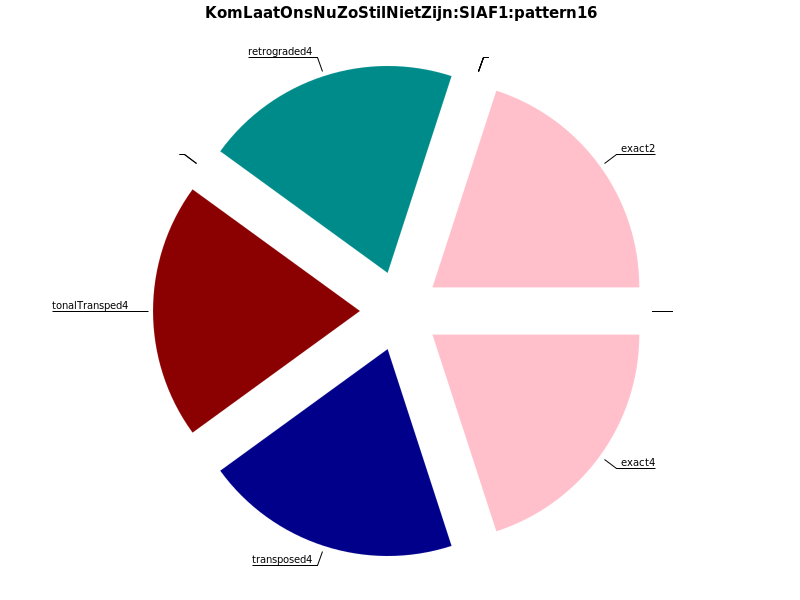 KomLaatOnsNuZoStilNietZijn:SIAF1:pattern16
retrograded4
exact2
tonalTransped4
exact4
transposed4